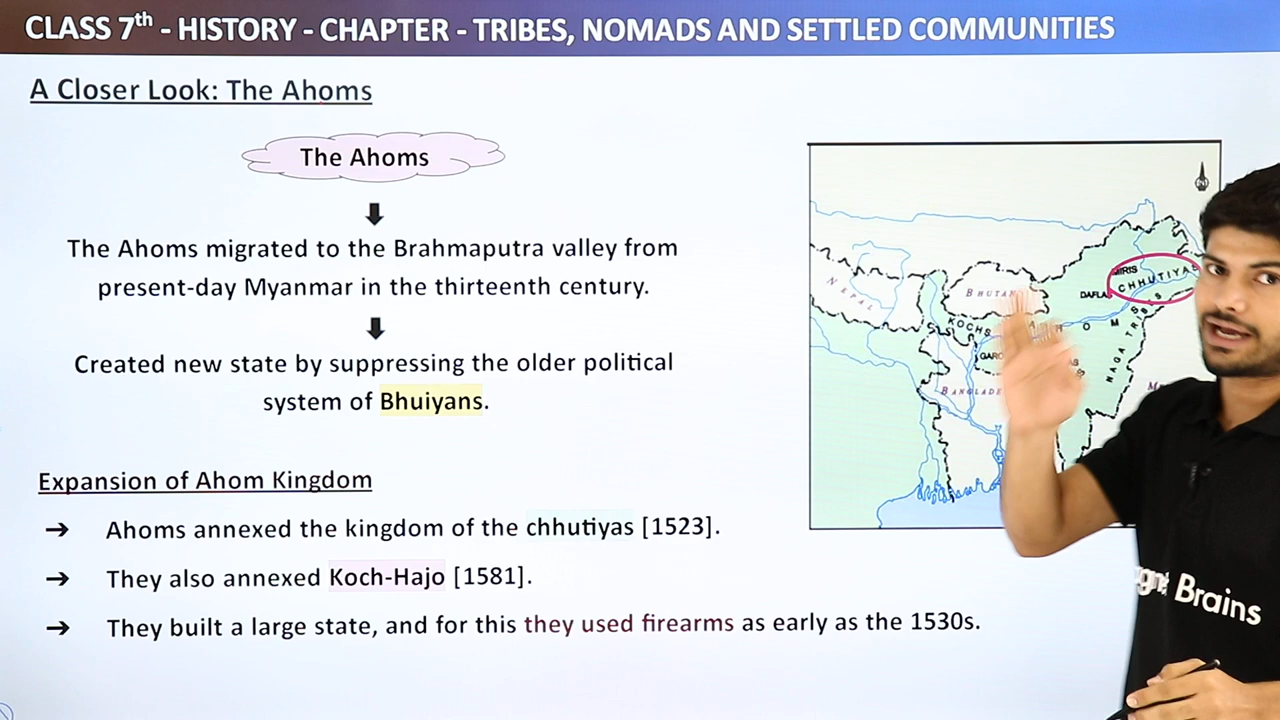 CLASS 7th - HISTORY - CHAPTER - TRIBES, NOMADS AND SETTLED COMMUNITIES
A Closer Look: The Ahoms
The Ahoms
The Ahoms migrated to the Brahmaputra valley from
present-day Myanmar in the thirteenth century.
Created new state by suppressing the older political
system of Bhuiyans.
Expansion of Ahom Kingdom
→ Ahoms annexed the kingdom of the chhutiyas [1523].
→ They also annexed Koch-Hajo [1581].
→ They built a large state, and for this they used firearms as early as the 1530s.
NEPAL
BHUTAN
MIRIS
CHHUTIYAS
DAFLAS
KOCHS
NAGA TRIBES
Brains